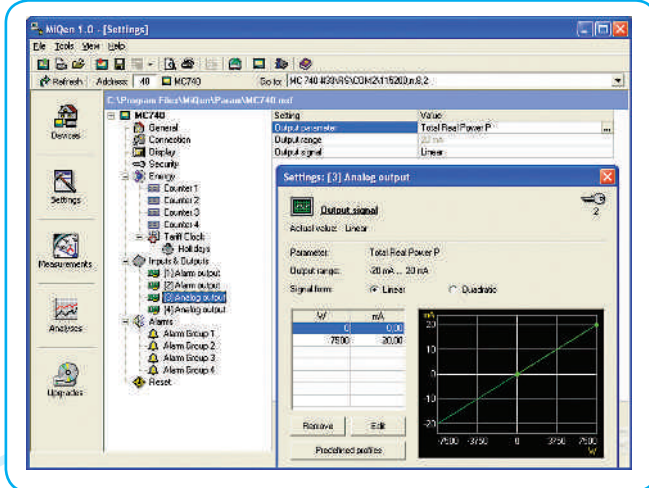 MiQen 1.0 - [Settings]
File Tools View Help
Refresh Address: 40 MC740 Go to: MC 740 #33\RS\COM2\115200,n,8,2
C:\Program Files\MiQen\Param\MC740.msf
Devices
Settings
Measurements
Analyses
Upgrades
MC740
General
Connection
Display
Security
Energy
Counter 1
Counter 2
Counter 3
Counter 4
Tariff Clock
Holidays
Inputs & Outputs
[1] Alarm output
[2] Alarm output
[3] Analog output
[4] Analog output
Alarms
Alarm Group 1
Alarm Group 2
Alarm Group 3
Alarm Group 4
Reset
Setting Value
Output parameter Total Real Power P ...
Output range 20 mA
Output signal Linear
Settings: [3] Analog output
Output signal
2
Actual value: Linear
Parameter: Total Real Power P
Output range: -20 mA ... 20 mA
Signal form: Linear Quadratic
W mA
0 0,00
7500 20,00
Remove Edit
Predefined profiles
mA
20
10
0
-10
-20
-7500 -3750 0 3750 7500
W